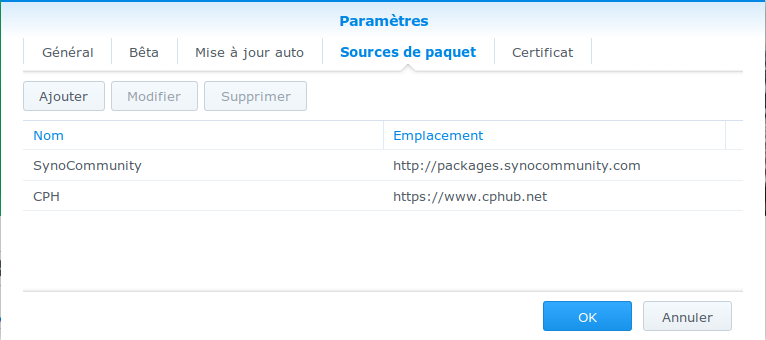 Paramètres
Général Bêta Mise à jour auto Sources de paquet Certificat
Ajouter Modifier Supprimer
Nom Emplacement
SynoCommunity http://packages.synocommunity.com
CPH https://www.cphub.net
OK Annuler